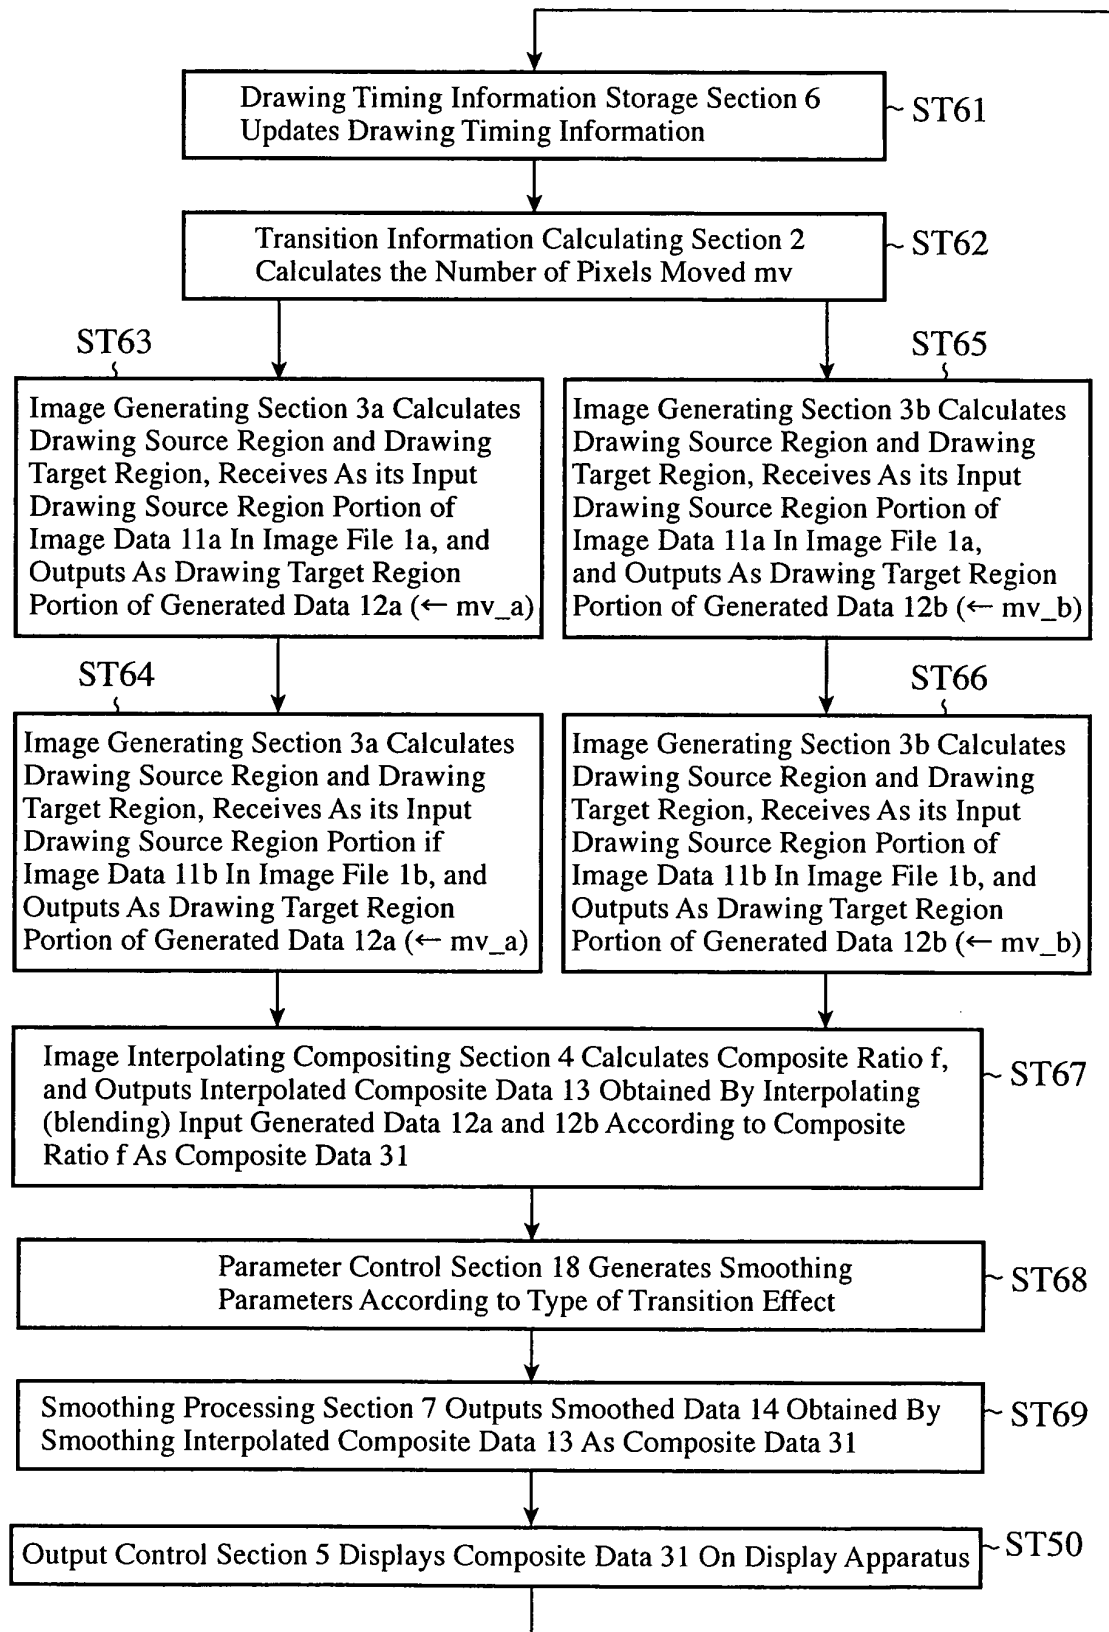 Drawing Timing Information Storage Section 6
Updates Drawing Timing Information
ST61
Transition Information Calculating Section 2
Calculates the Number of Pixels Moved mv
ST62
ST63
Image Generating Section 3a Calculates
Drawing Source Region and Drawing
Target Region, Receives As its Input
Drawing Source Region Portion of
Image Data 11a In Image File 1a, and
Outputs As Drawing Target Region
Portion of Generated Data 12a (← mv_a)
ST65
Image Generating Section 3b Calculates
Drawing Source Region and Drawing
Target Region, Receives As its Input
Drawing Source Region Portion of
Image Data 11a In Image File 1a,
and Outputs As Drawing Target Region
Portion of Generated Data 12b (← mv_b)
ST64
Image Generating Section 3a Calculates
Drawing Source Region and Drawing
Target Region, Receives As its Input
Drawing Source Region Portion if
Image Data 11b In Image File 1b, and
Outputs As Drawing Target Region
Portion of Generated Data 12a (← mv_a)
ST66
Image Generating Section 3b Calculates
Drawing Source Region and Drawing
Target Region, Receives As its Input
Drawing Source Region Portion of
Image Data 11b In Image File 1b, and
Outputs As Drawing Target Region
Portion of Generated Data 12b (← mv_b)
Image Interpolating Compositing Section 4 Calculates Composite Ratio f,
and Outputs Interpolated Composite Data 13 Obtained By Interpolating
(blending) Input Generated Data 12a and 12b According to Composite
Ratio f As Composite Data 31
ST67
Parameter Control Section 18 Generates Smoothing
Parameters According to Type of Transition Effect
ST68
Smoothing Processing Section 7 Outputs Smoothed Data 14 Obtained By
Smoothing Interpolated Composite Data 13 As Composite Data 31
ST69
Output Control Section 5 Displays Composite Data 31 On Display Apparatus
ST50